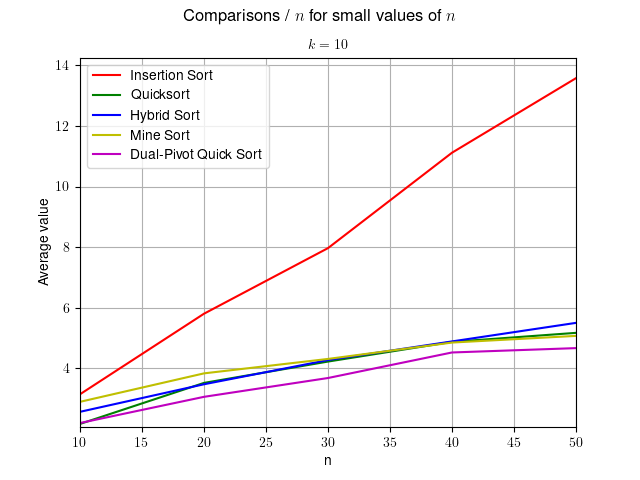 Comparisons / n for small values of n
k = 10
14
12
10
8
6
4
Average value
Insertion Sort
Quicksort
Hybrid Sort
Mine Sort
Dual-Pivot Quick Sort
10 15 20 25 30 35 40 45 50
n